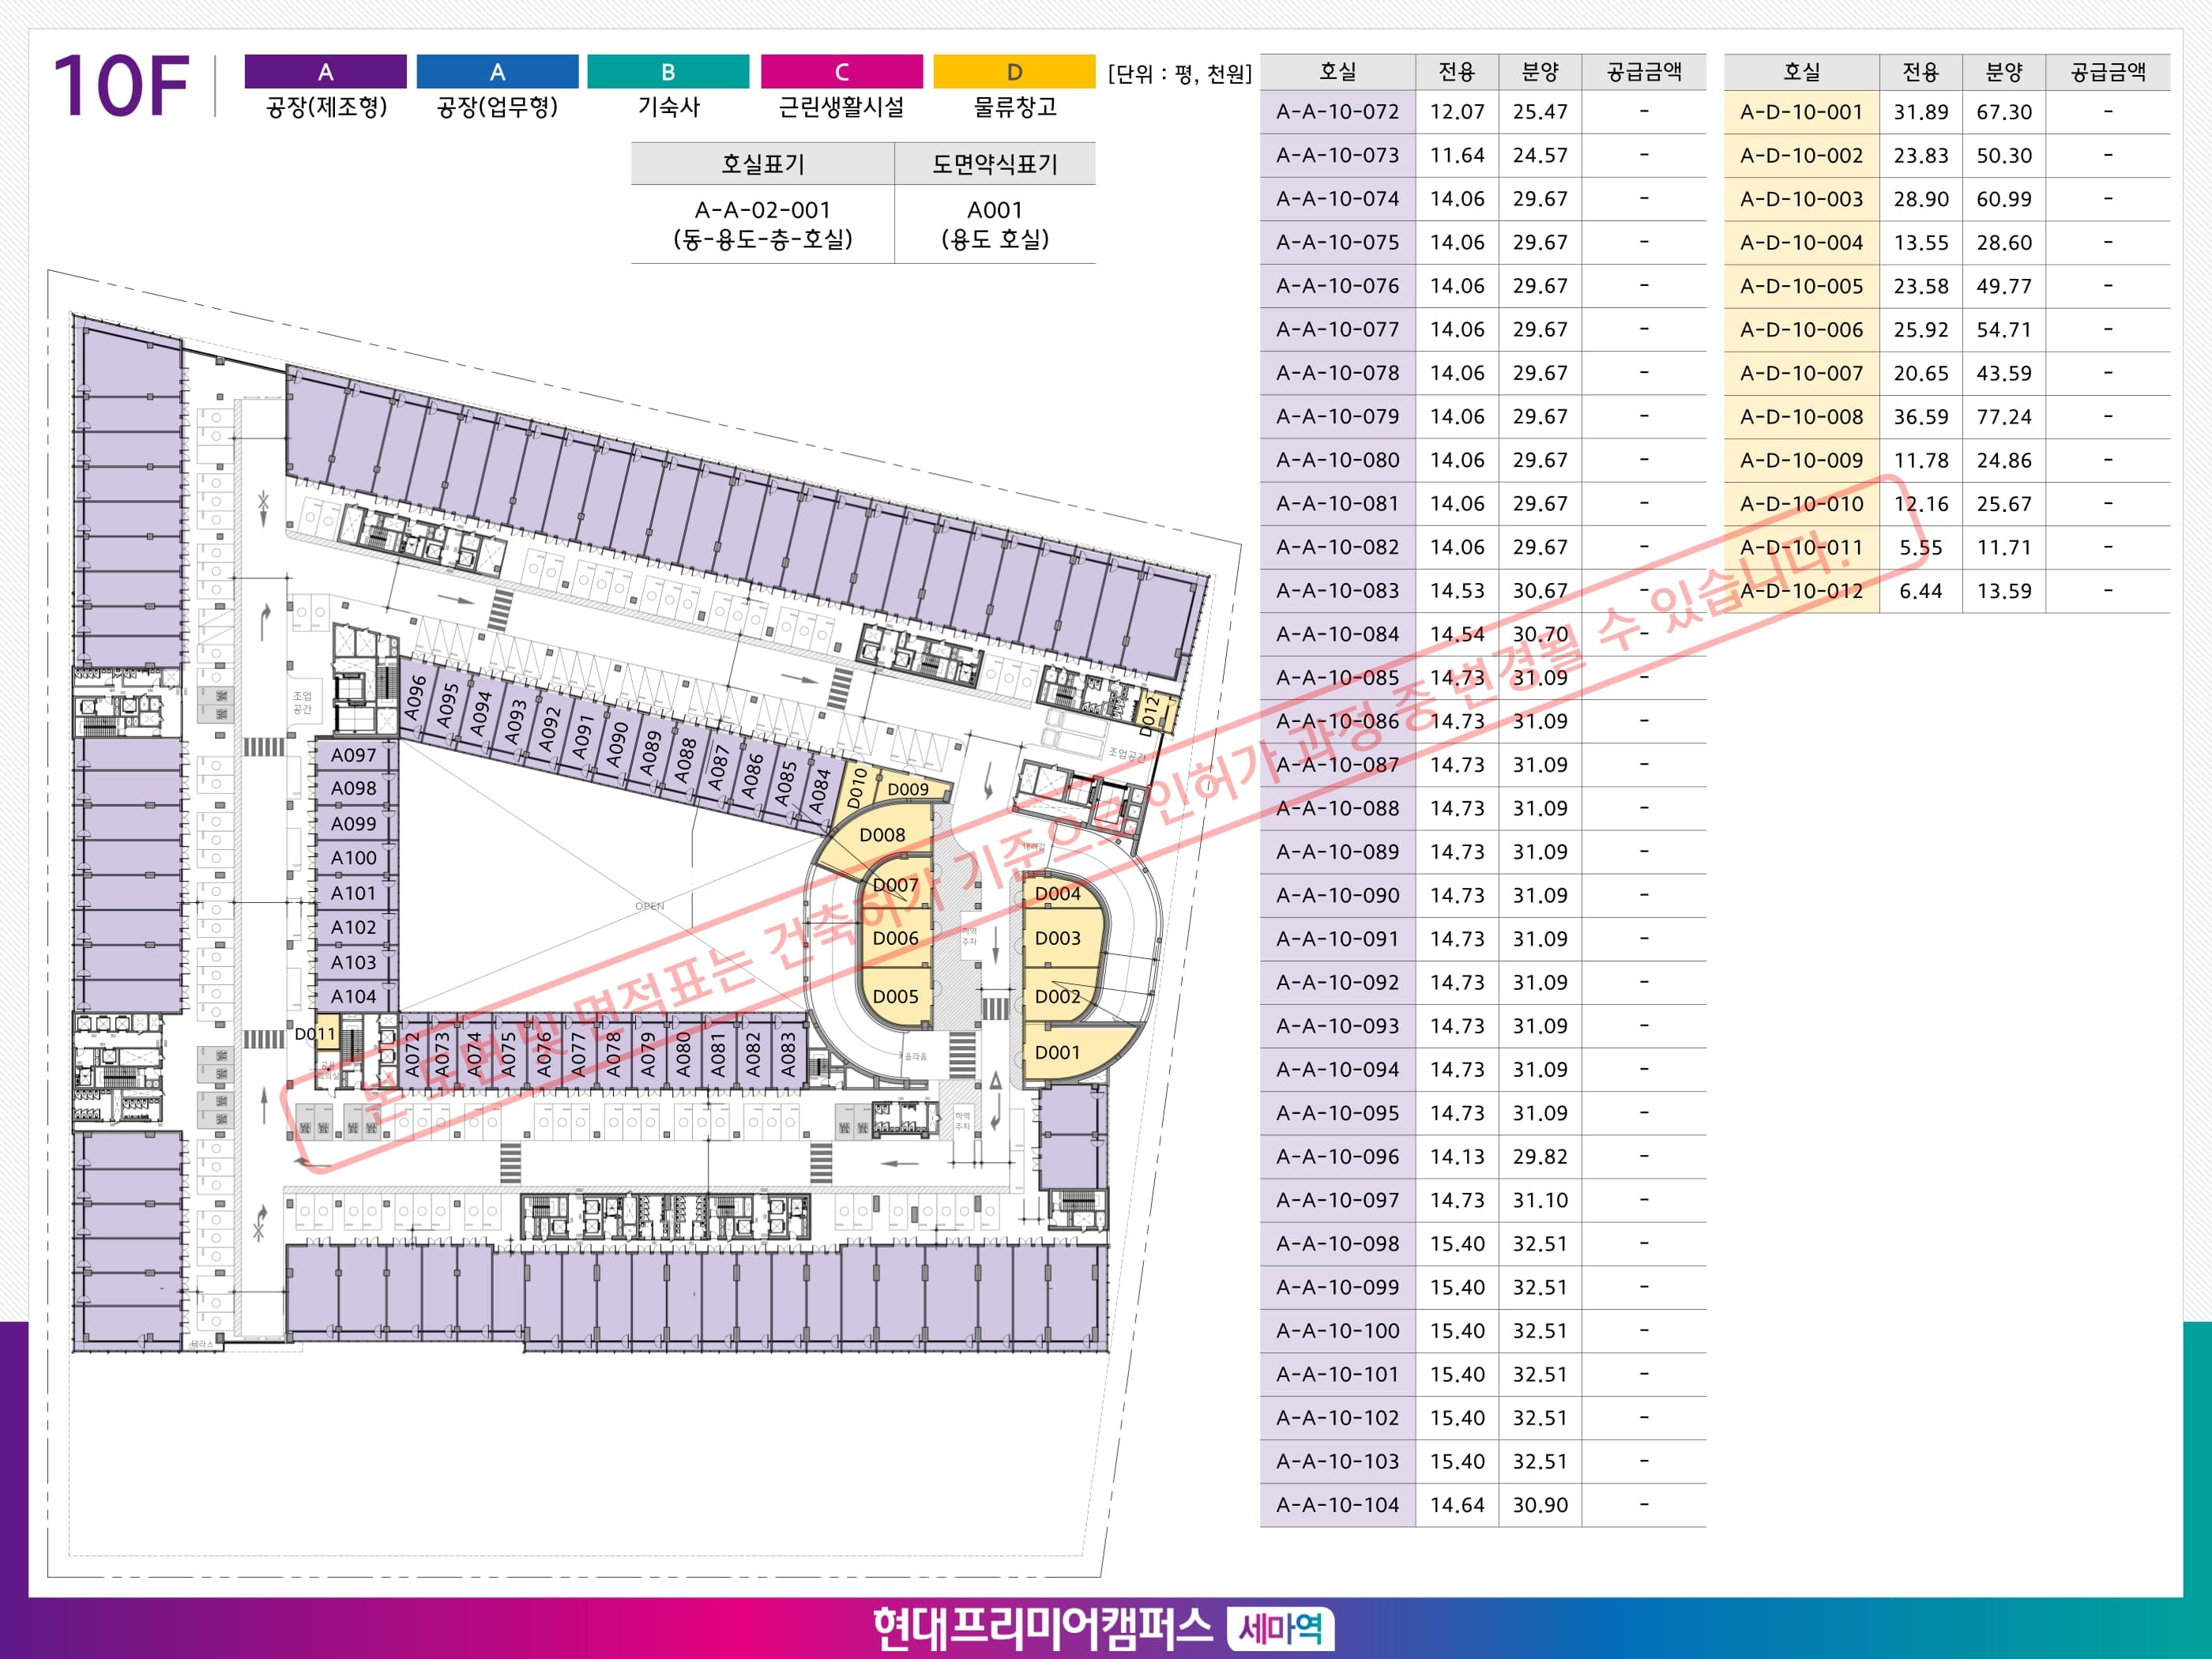 10F
A
공장(제조형)
A
공장(업무형)
B
기숙사
C
근린생활시설
D
물류창고
[단위 : 평, 천원]
호실표기 도면약식표기
A-A-02-001 A001
(동-용도-층-호실) (용도 호실)
호실 전용 분양 공급금액
A-A-10-072 12.07 25.47 -
A-A-10-073 11.64 24.57 -
A-A-10-074 14.06 29.67 -
A-A-10-075 14.06 29.67 -
A-A-10-076 14.06 29.67 -
A-A-10-077 14.06 29.67 -
A-A-10-078 14.06 29.67 -
A-A-10-079 14.06 29.67 -
A-A-10-080 14.06 29.67 -
A-A-10-081 14.06 29.67 -
A-A-10-082 14.06 29.67 -
A-A-10-083 14.53 30.67 -
A-A-10-084 14.54 30.70 -
A-A-10-085 14.73 31.09 -
A-A-10-086 14.73 31.09 -
A-A-10-087 14.73 31.09 -
A-A-10-088 14.73 31.09 -
A-A-10-089 14.73 31.09 -
A-A-10-090 14.73 31.09 -
A-A-10-091 14.73 31.09 -
A-A-10-092 14.73 31.09 -
A-A-10-093 14.73 31.09 -
A-A-10-094 14.73 31.09 -
A-A-10-095 14.73 31.09 -
A-A-10-096 14.13 29.82 -
A-A-10-097 14.73 31.10 -
A-A-10-098 15.40 32.51 -
A-A-10-099 15.40 32.51 -
A-A-10-100 15.40 32.51 -
A-A-10-101 15.40 32.51 -
A-A-10-102 15.40 32.51 -
A-A-10-103 15.40 32.51 -
A-A-10-104 14.64 30.90 -
호실 전용 분양 공급금액
A-D-10-001 31.89 67.30 -
A-D-10-002 23.83 50.30 -
A-D-10-003 28.90 60.99 -
A-D-10-004 13.55 28.60 -
A-D-10-005 23.58 49.77 -
A-D-10-006 25.92 54.71 -
A-D-10-007 20.65 43.59 -
A-D-10-008 36.59 77.24 -
A-D-10-009 11.78 24.86 -
A-D-10-010 12.16 25.67 -
A-D-10-011 5.55 11.71 -
A-D-10-012 6.44 13.59 -
조업
공간
A096
A095
A094
A093
A092
A091
A090
A089
A088
A087
A086
A085
A084
D010
D009
D012
조업공간
A097
A098
A099
A100
A101
A102
A103
A104
OPEN
D008
D007
D006
D005
D004
D003
D002
D001
하역
주차
D011
A072
A073
A074
A075
A076
A077
A078
A079
A080
A081
A082
A083
하역
주차
테라스
본 도면 및 면적표는 건축허가 기준으로 인허가 과정 중 변경될 수 있습니다.
현대프리미어캠퍼스 세마역